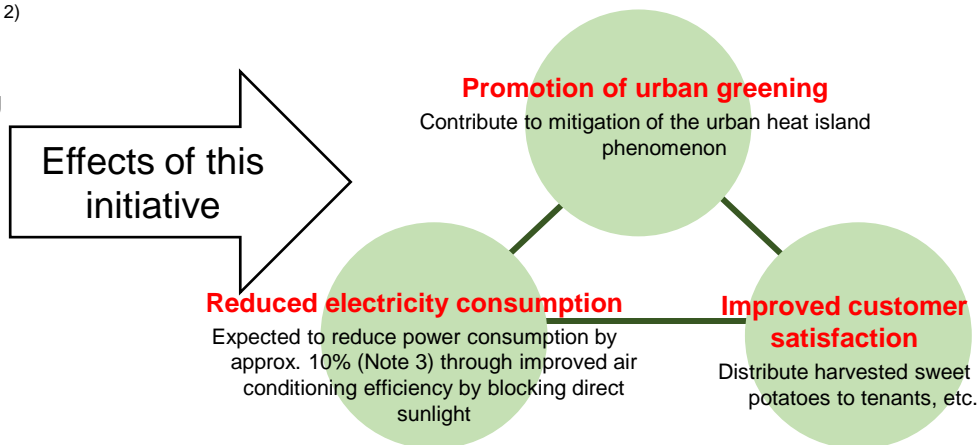 2)
Effects of this
initiative
Promotion of urban greening
Contribute to mitigation of the urban heat island
phenomenon
Reduced electricity consumption
Expected to reduce power consumption by
approx. 10% (Note 3) through improved air
conditioning efficiency by blocking direct
sunlight
Improved customer
satisfaction
Distribute harvested sweet
potatoes to tenants, etc.